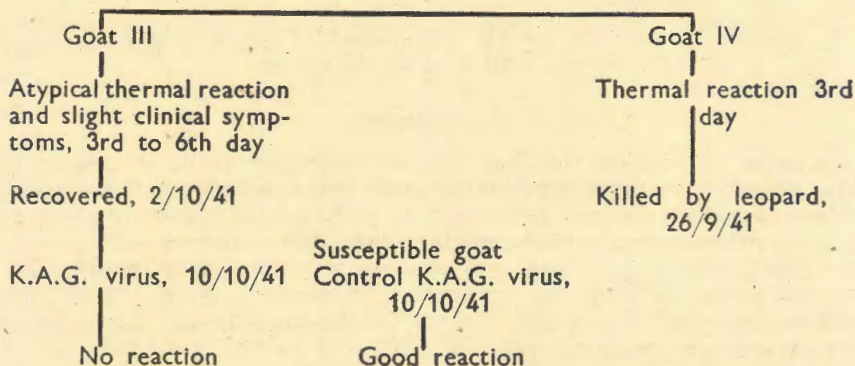 Goat III
Atypical thermal reaction
and slight clinical symp-
toms, 3rd to 6th day
Recovered, 2/10/41
K.A.G. virus, 10/10/41
No reaction
Susceptible goat
Control K.A.G. virus,
10/10/41
Good reaction
Goat IV
Thermal reaction 3rd
day
Killed by leopard,
26/9/41